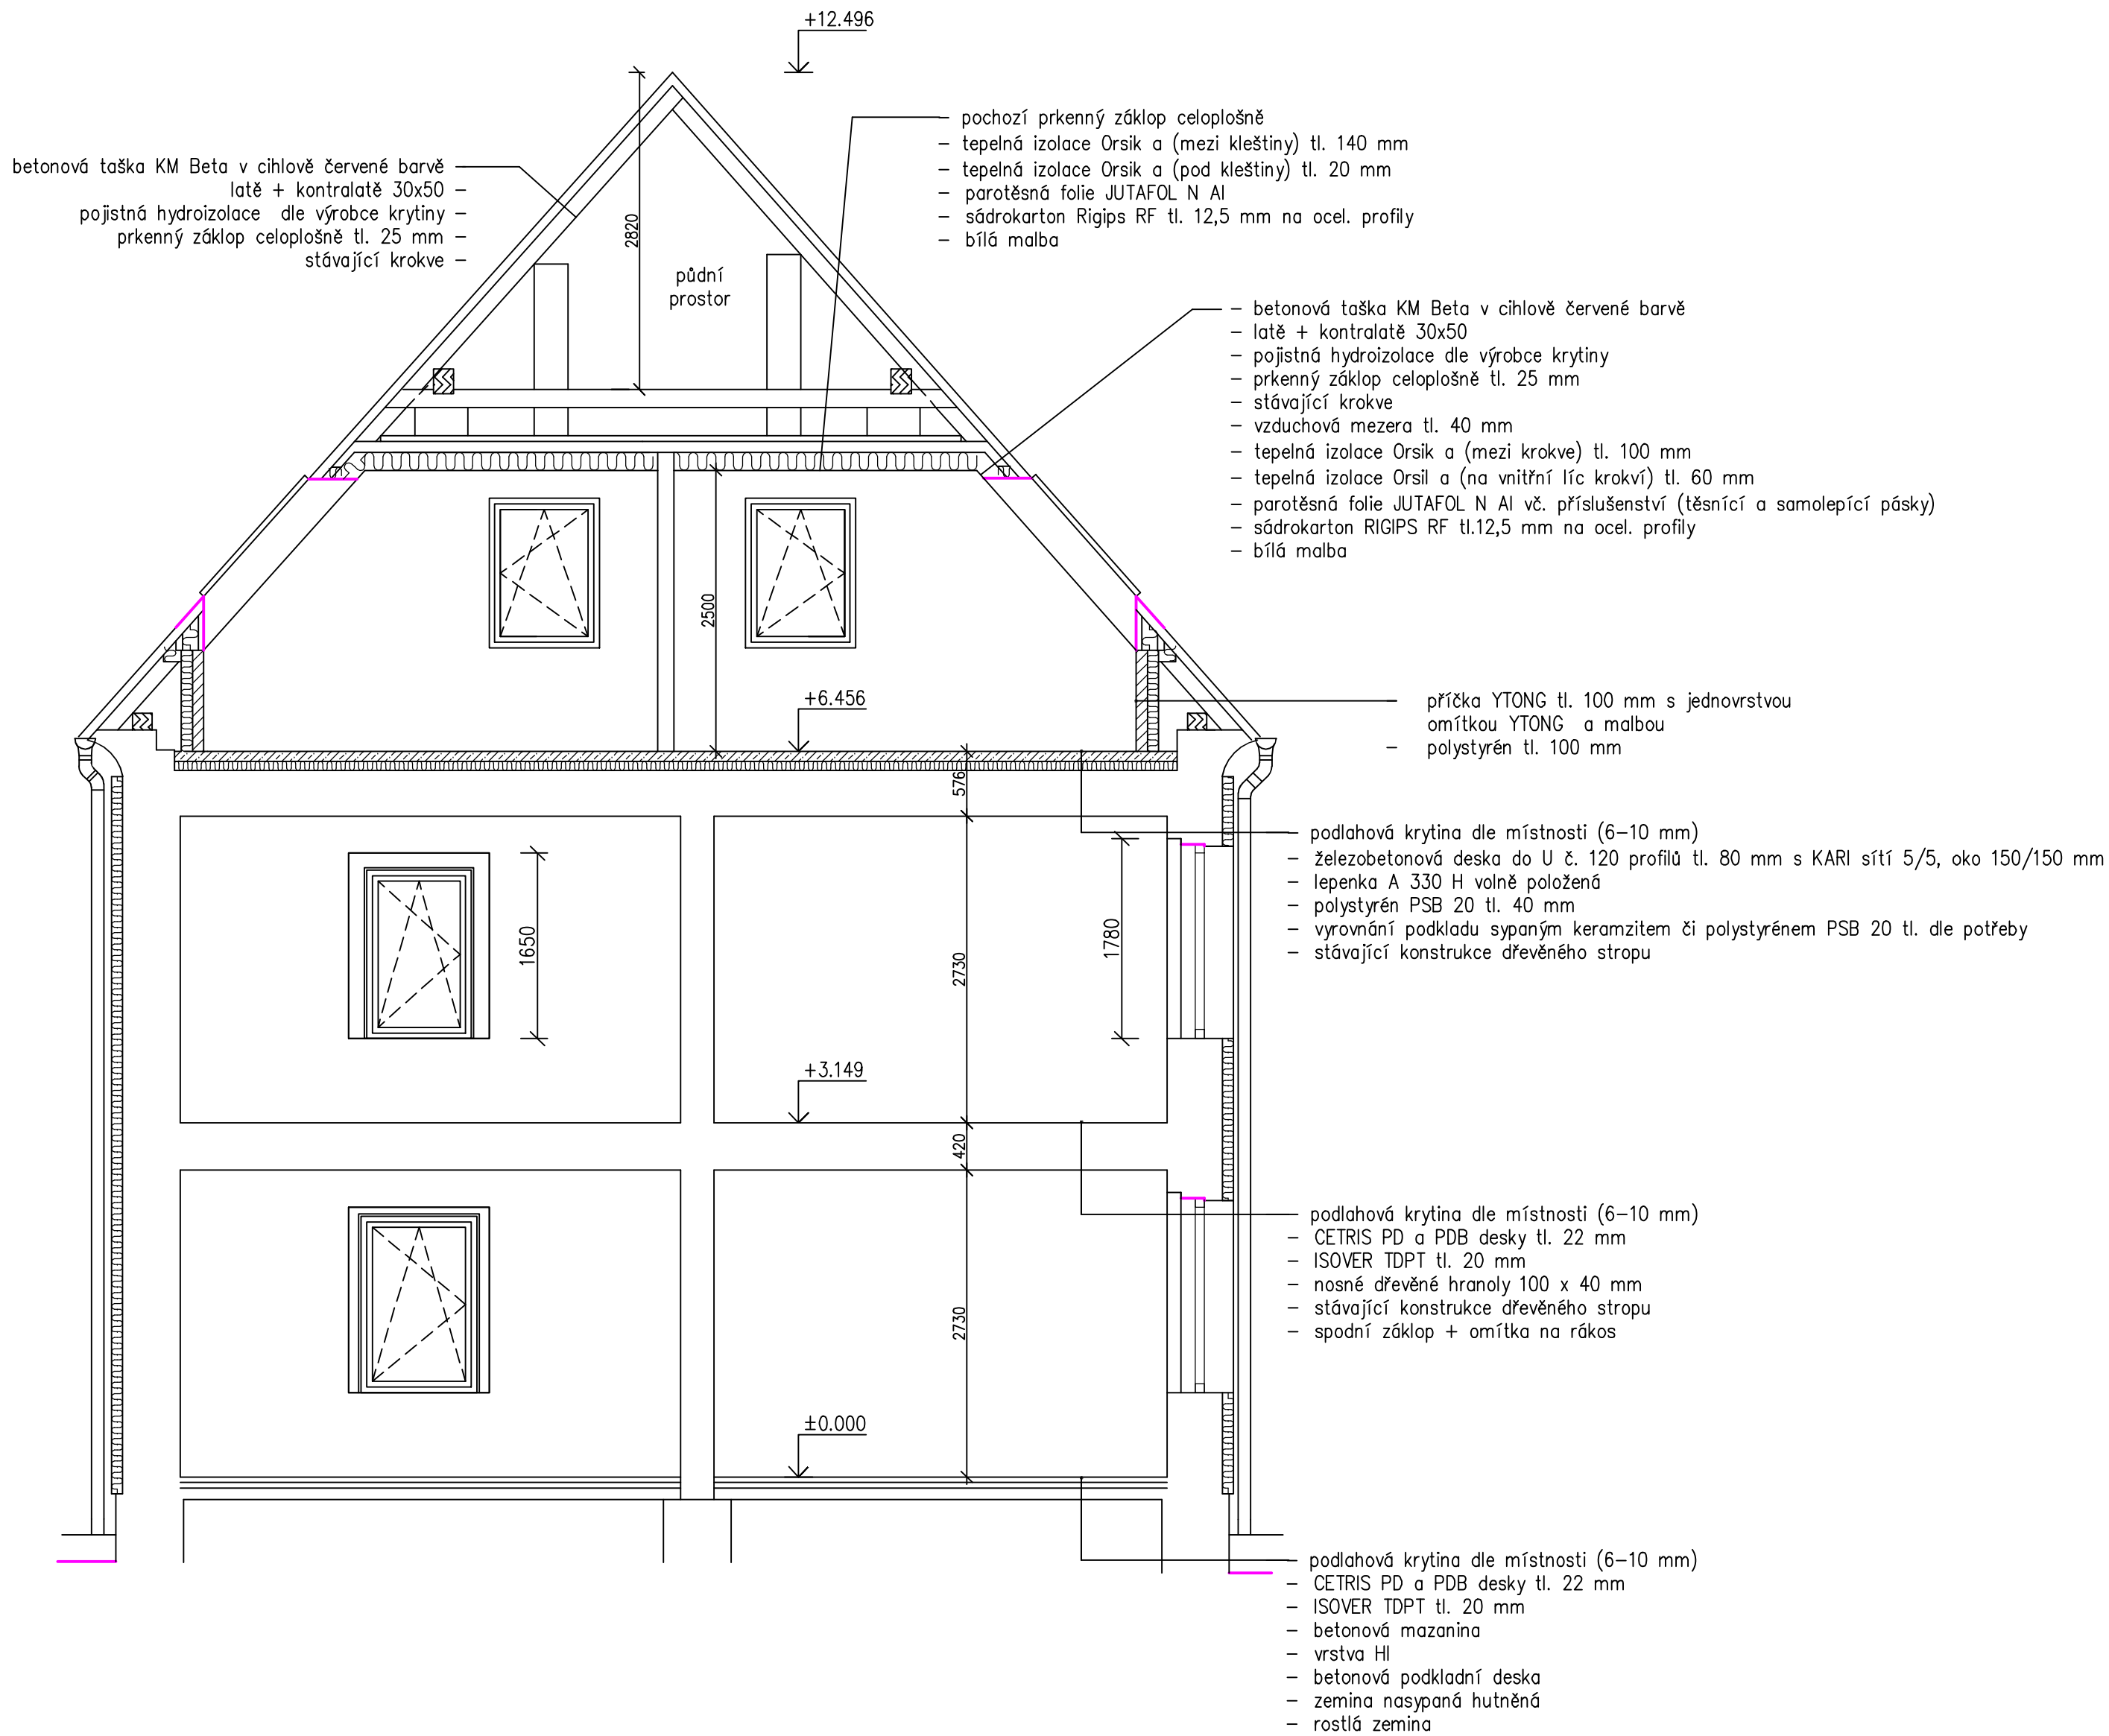 +12.496
betonová taška KM Beta v cihlově červené barvě –
latě + kontralatě 30x50 –
pojistná hydroizolace dle výrobce krytiny –
prkenný záklop celoplošně tl. 25 mm –
stávající krokve –
– pochozí prkenný záklop celoplošně
– tepelná izolace Orsik a (mezi kleštiny) tl. 140 mm
– tepelná izolace Orsik a (pod kleštiny) tl. 20 mm
– parotěsná folie JUTAFOL N Al
– sádrokarton Rigips RF tl. 12,5 mm na ocel. profily
– bílá malba
2820
půdní
prostor
– betonová taška KM Beta v cihlově červené barvě
– latě + kontralatě 30x50
– pojistná hydroizolace dle výrobce krytiny
– prkenný záklop celoplošně tl. 25 mm
– stávající krokve
– vzduchová mezera tl. 40 mm
– tepelná izolace Orsik a (mezi krokve) tl. 100 mm
– tepelná izolace Orsil a (na vnitřní líc krokví) tl. 60 mm
– parotěsná folie JUTAFOL N Al vč. příslušenství (těsnící a samolepící pásky)
– sádrokarton RIGIPS RF tl.12,5 mm na ocel. profily
– bílá malba
2500
+6.456
– příčka YTONG tl. 100 mm s jednovrstvou
omítkou YTONG a malbou
– polystyrén tl. 100 mm
576
– podlahová krytina dle místnosti (6–10 mm)
– železobetonová deska do U č. 120 profilů tl. 80 mm s KARI sítí 5/5, oko 150/150 mm
– lepenka A 330 H volně položená
– polystyrén PSB 20 tl. 40 mm
– vyrovnání podkladu sypaným keramzitem či polystyrénem PSB 20 tl. dle potřeby
– stávající konstrukce dřevěného stropu
1650
2730
1780
+3.149
420
– podlahová krytina dle místnosti (6–10 mm)
– CETRIS PD a PDB desky tl. 22 mm
– ISOVER TDPT tl. 20 mm
– nosné dřevěné hranoly 100 x 40 mm
– stávající konstrukce dřevěného stropu
– spodní záklop + omítka na rákos
2730
±0.000
– podlahová krytina dle místnosti (6–10 mm)
– CETRIS PD a PDB desky tl. 22 mm
– ISOVER TDPT tl. 20 mm
– betonová mazanina
– vrstva HI
– betonová podkladní deska
– zemina nasypaná hutněná
– rostlá zemina